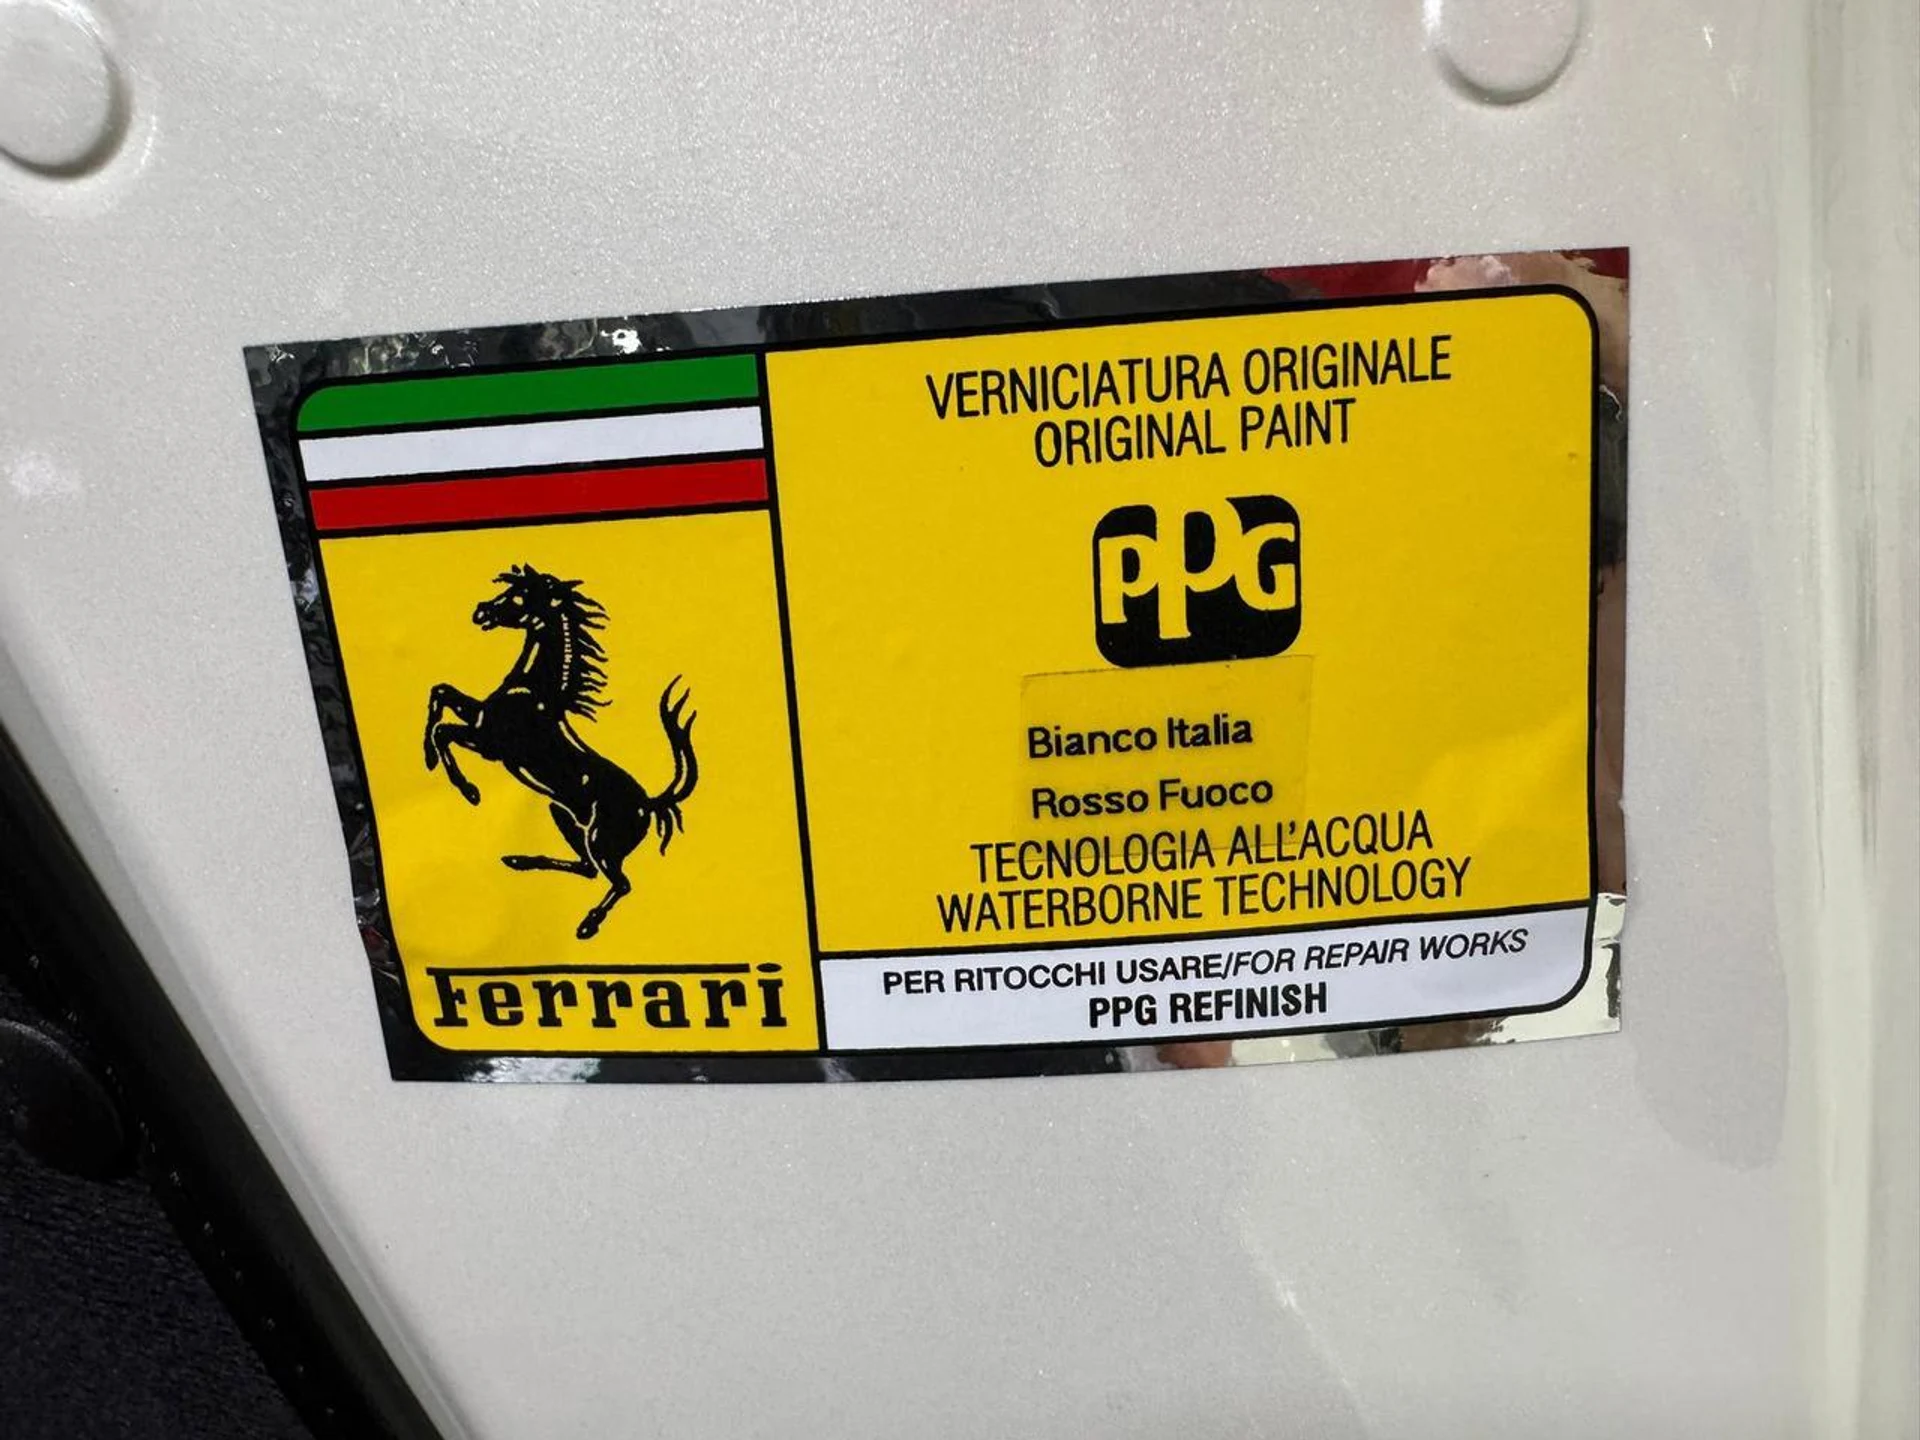 VERNICIATURA ORIGINALE
ORIGINAL PAINT
PPG
Bianco Italia
Rosso Fuoco
TECNOLOGIA ALL'ACQUA
WATERBORNE TECHNOLOGY
Ferrari
PER RITOCCHI USARE/FOR REPAIR WORKS
PPG REFINISH